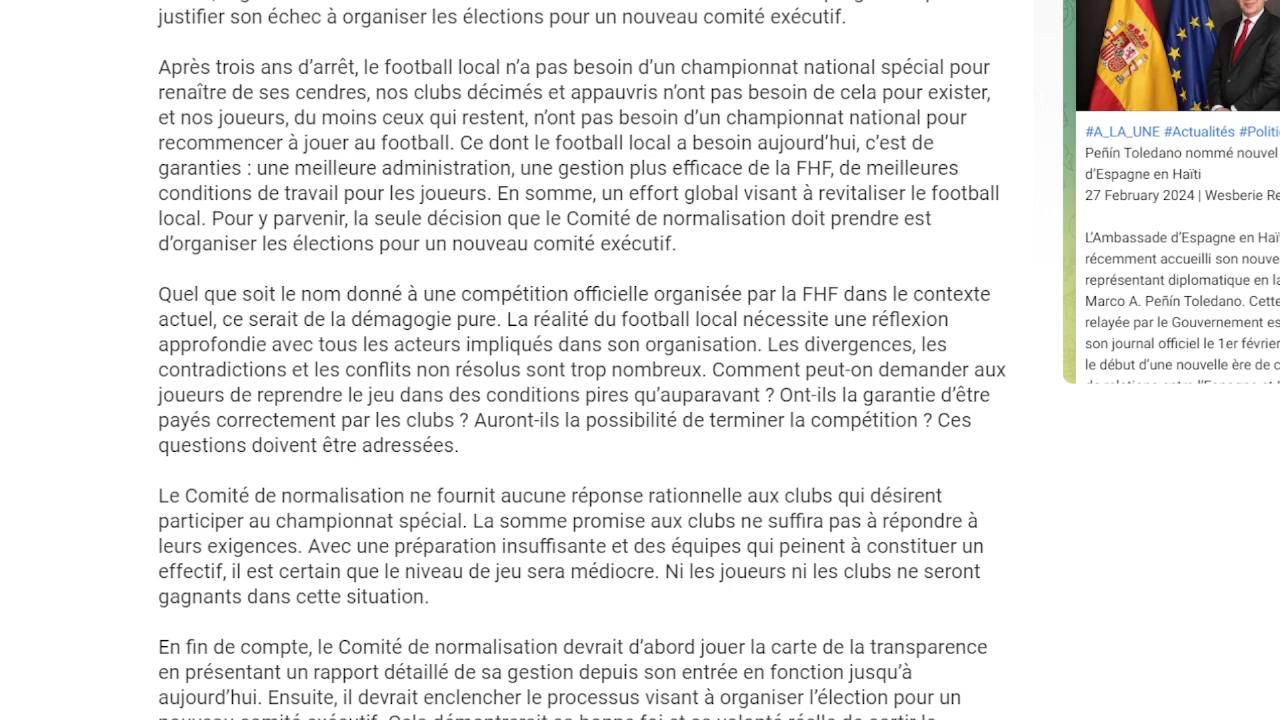 justifier son échec à organiser les élections pour un nouveau comité exécutif.
Après trois ans d’arrêt, le football local n’a pas besoin d’un championnat national spécial pour
renaître de ses cendres, nos clubs décimés et appauvris n’ont pas besoin de cela pour exister,
et nos joueurs, du moins ceux qui restent, n’ont pas besoin d’un championnat national pour
recommencer à jouer au football. Ce dont le football local a besoin aujourd’hui, c’est de
garanties : une meilleure administration, une gestion plus efficace de la FHF, de meilleures
conditions de travail pour les joueurs. En somme, un effort global visant à revitaliser le football
local. Pour y parvenir, la seule décision que le Comité de normalisation doit prendre est
d’organiser les élections pour un nouveau comité exécutif.
Quel que soit le nom donné à une compétition officielle organisée par la FHF dans le contexte
actuel, ce serait de la démagogie pure. La réalité du football local nécessite une réflexion
approfondie avec tous les acteurs impliqués dans son organisation. Les divergences, les
contradictions et les conflits non résolus sont trop nombreux. Comment peut-on demander aux
joueurs de reprendre le jeu dans des conditions pires qu’auparavant ? Ont-ils la garantie d’être
payés correctement par les clubs ? Auront-ils la possibilité de terminer la compétition ? Ces
questions doivent être adressées.
Le Comité de normalisation ne fournit aucune réponse rationnelle aux clubs qui désirent
participer au championnat spécial. La somme promise aux clubs ne suffira pas à répondre à
leurs exigences. Avec une préparation insuffisante et des équipes qui peinent à constituer un
effectif, il est certain que le niveau de jeu sera médiocre. Ni les joueurs ni les clubs ne seront
gagnants dans cette situation.
En fin de compte, le Comité de normalisation devrait d’abord jouer la carte de la transparence
en présentant un rapport détaillé de sa gestion depuis son entrée en fonction jusqu’à
aujourd’hui. Ensuite, il devrait enclencher le processus visant à organiser l’élection pour un
#A_LA_UNE #Actualités #Politi
Peñín Toledano nommé nouvel
d’Espagne en Haïti
27 February 2024 | Wesberie Re
L’Ambassade d’Espagne en Haï
récemment accueilli son nouve
représentant diplomatique en la
Marco A. Peñín Toledano. Cette
relayée par le Gouvernement es
son journal officiel le 1er février
le début d’une nouvelle ère de c